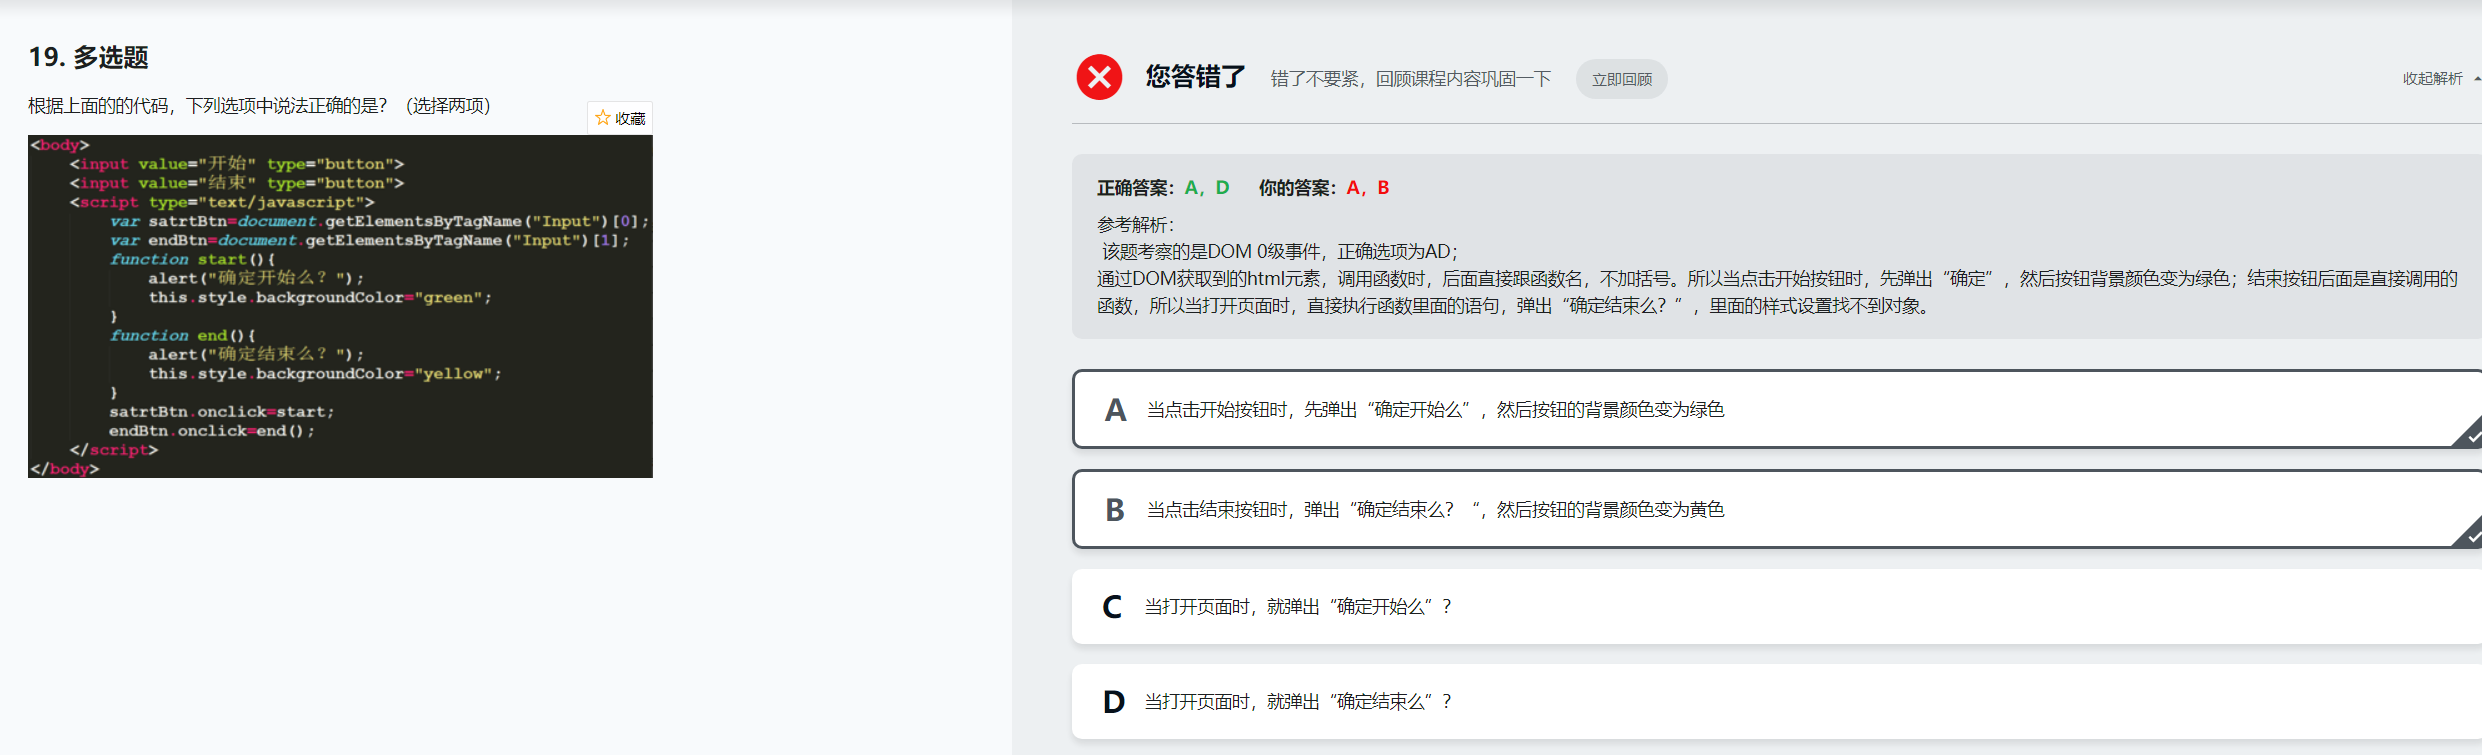 19. 多选题
根据上面的的代码，下列选项中说法正确的是？（选择两项）
收藏
<body>
<input value="开始" type="button">
<input value="结束" type="button">
<script type="text/javascript">
var satrtBtn=document.getElementsByTagName("Input")[0];
var endBtn=document.getElementsByTagName("Input")[1];
function start(){
alert("确定开始么？");
this.style.backgroundColor="green";
}
function end(){
alert("确定结束么？");
this.style.backgroundColor="yellow";
}
satrtBtn.onclick=start;
endBtn.onclick=end();
</script>
</body>
您答错了 错了不要紧，回顾课程内容巩固一下 立即回顾
收起解析
正确答案：A，D 你的答案：A，B
参考解析：
该题考察的是DOM 0级事件，正确选项为AD；
通过DOM获取到的html元素，调用函数时，后面直接跟函数名，不加括号。所以当点击开始按钮时，先弹出“确定”，然后按钮背景颜色变为绿色；结束按钮后面是直接调用的
函数，所以当打开页面时，直接执行函数里面的语句，弹出“确定结束么？”，里面的样式设置找不到对象。
A 当点击开始按钮时，先弹出“确定开始么”，然后按钮的背景颜色变为绿色
B 当点击结束按钮时，弹出“确定结束么？“，然后按钮的背景颜色变为黄色
C 当打开页面时，就弹出“确定开始么”？
D 当打开页面时，就弹出“确定结束么”？